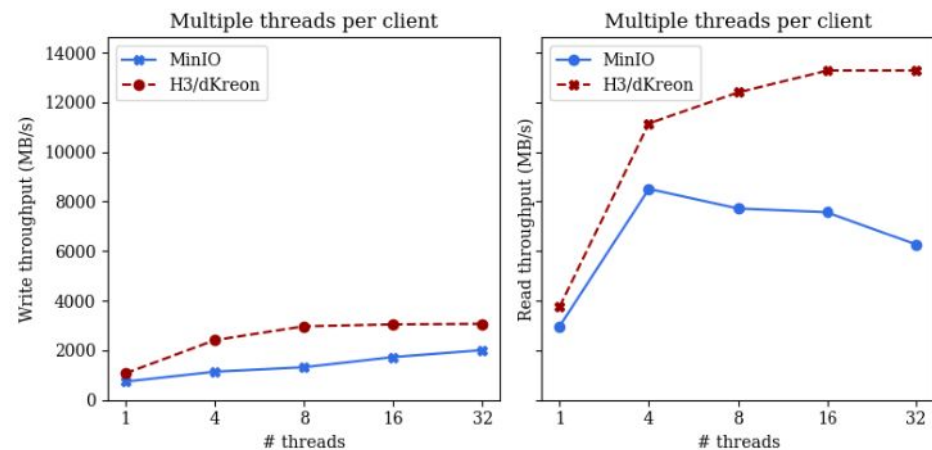 Multiple threads per client
Write throughput (MB/s)
14000
12000
10000
8000
6000
4000
2000
0
MinIO
H3/dKreon
1 4 8 16 32
# threads
Multiple threads per client
Read throughput (MB/s)
MinIO
H3/dKreon
1 4 8 16 32
# threads